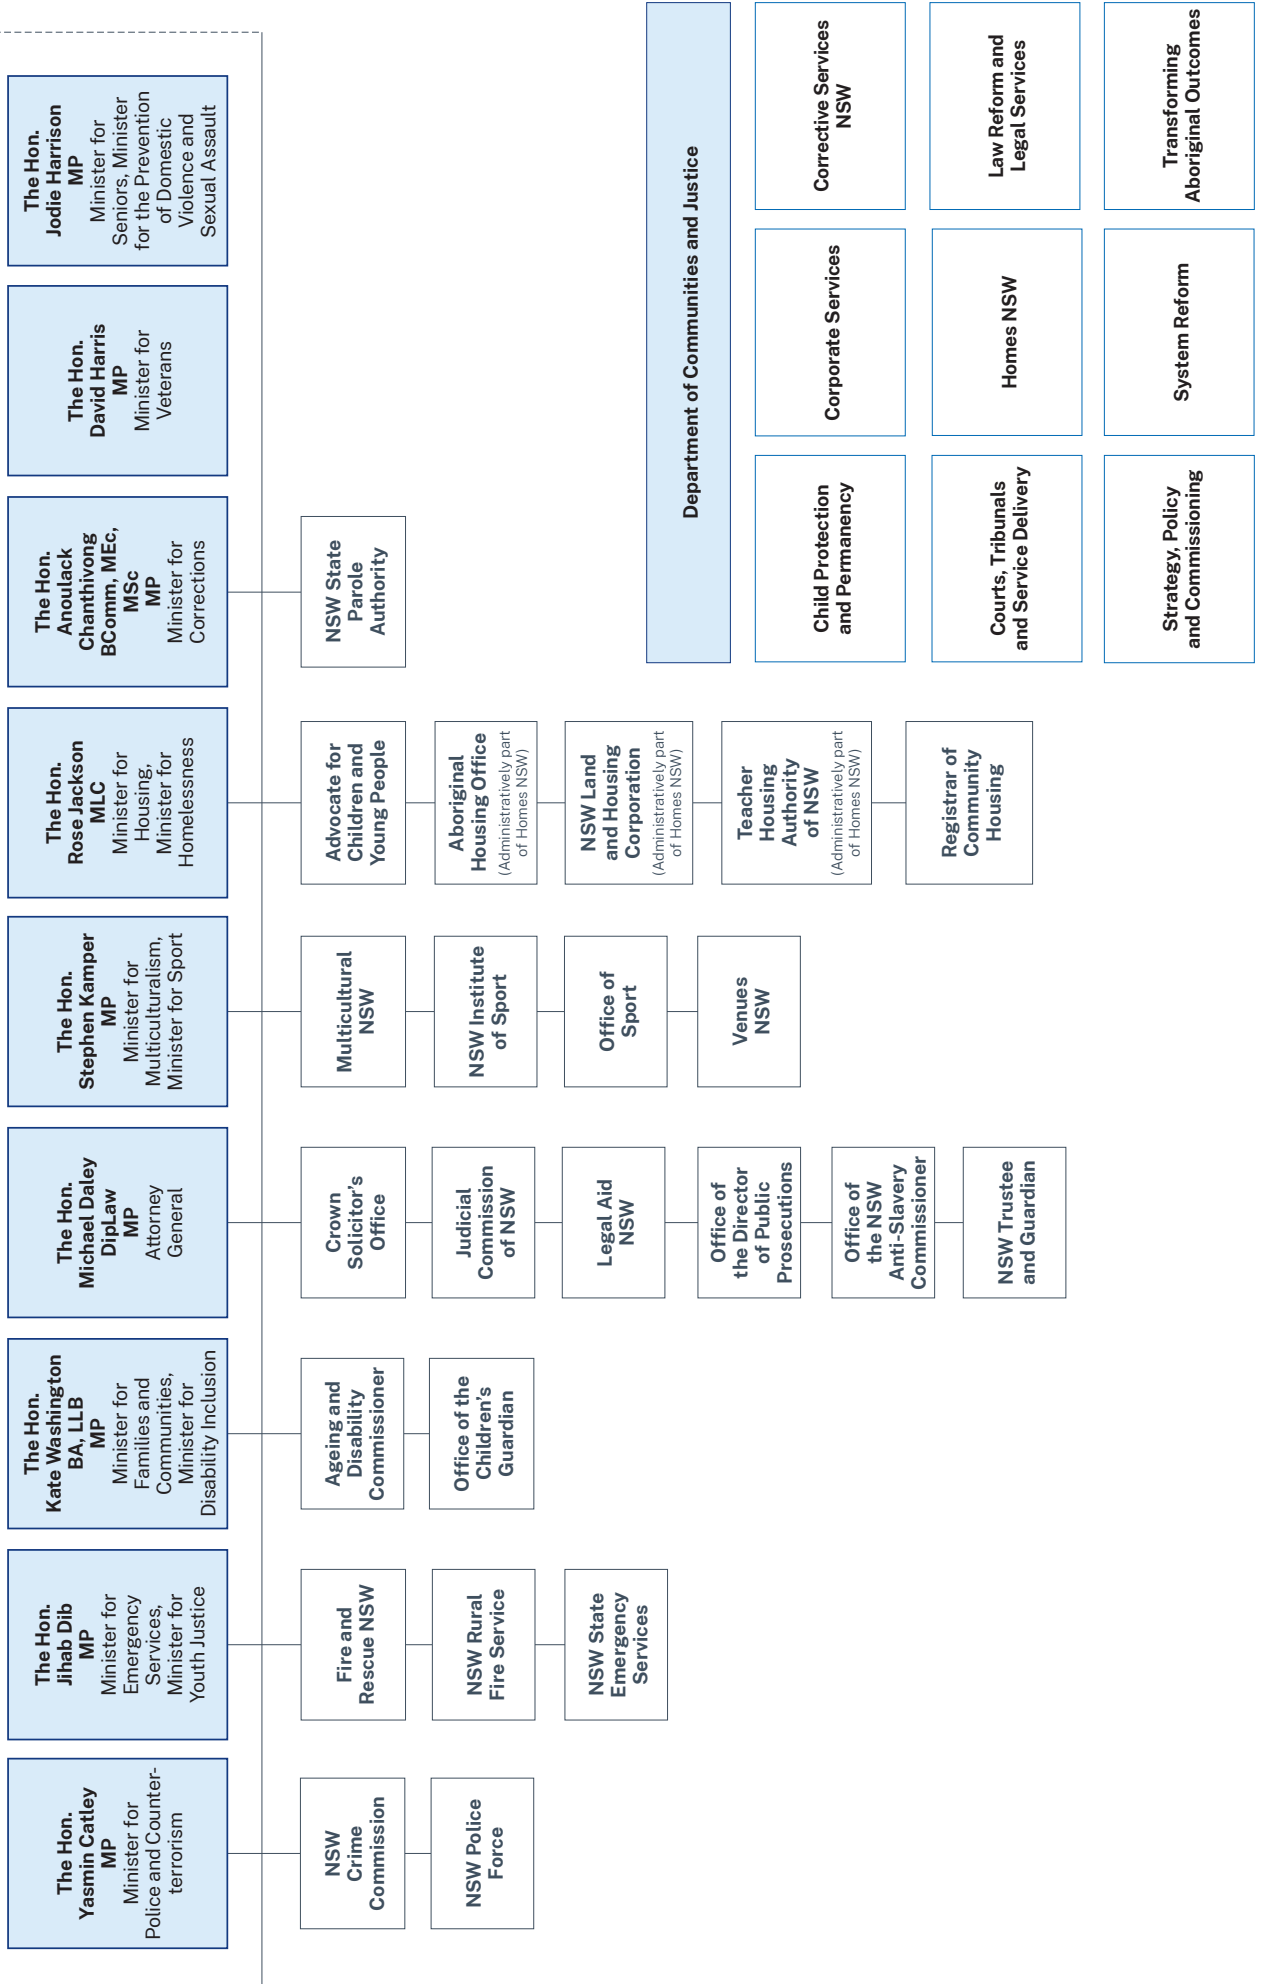 The Hon.
Yasmin Catley
MP
Minister for
Police and Counter-
terrorism
The Hon.
Jihab Dib
MP
Minister for
Emergency
Services,
Minister for
Youth Justice
The Hon.
Kate Washington
BA, LLB
MP
Minister for
Families and
Communities,
Minister for
Disability Inclusion
The Hon.
Michael Daley
DipLaw
MP
Attorney
General
The Hon.
Stephen Kamper
MP
Minister for
Multiculturalism,
Minister for Sport
The Hon.
Rose Jackson
MLC
Minister for
Housing,
Minister for
Homelessness
The Hon.
Anoulack
Chanthivong
BComm, MEc,
MSc
MP
Minister for
Corrections
The Hon.
David Harris
MP
Minister for
Veterans
The Hon.
Jodie Harrison
MP
Minister for
Seniors, Minister
for the Prevention
of Domestic
Violence and
Sexual Assault
NSW
Crime
Commission
NSW Police
Force
Fire and
Rescue NSW
NSW Rural
Fire Service
NSW State
Emergency
Services
Ageing and
Disability
Commissioner
Office of the
Children's
Guardian
Crown
Solicitor's
Office
Judicial
Commission
of NSW
Legal Aid
NSW
Office of
the Director
of Public
Prosecutions
Office of
the NSW
Anti-Slavery
Commissioner
NSW Trustee
and Guardian
Multicultural
NSW
NSW Institute
of Sport
Office of
Sport
Venues
NSW
Advocate for
Children and
Young People
Aboriginal
Housing Office
(Administratively part
of Homes NSW)
NSW Land
and Housing
Corporation
(Administratively part
of Homes NSW)
Teacher
Housing
Authority
of NSW
(Administratively part
of Homes NSW)
Registrar of
Community
Housing
NSW State
Parole
Authority
Department of Communities and Justice
Child Protection
and Permanency
Corporate Services
Corrective Services
NSW
Courts, Tribunals
and Service Delivery
Homes NSW
Law Reform and
Legal Services
Strategy, Policy
and Commissioning
System Reform
Transforming
Aboriginal Outcomes